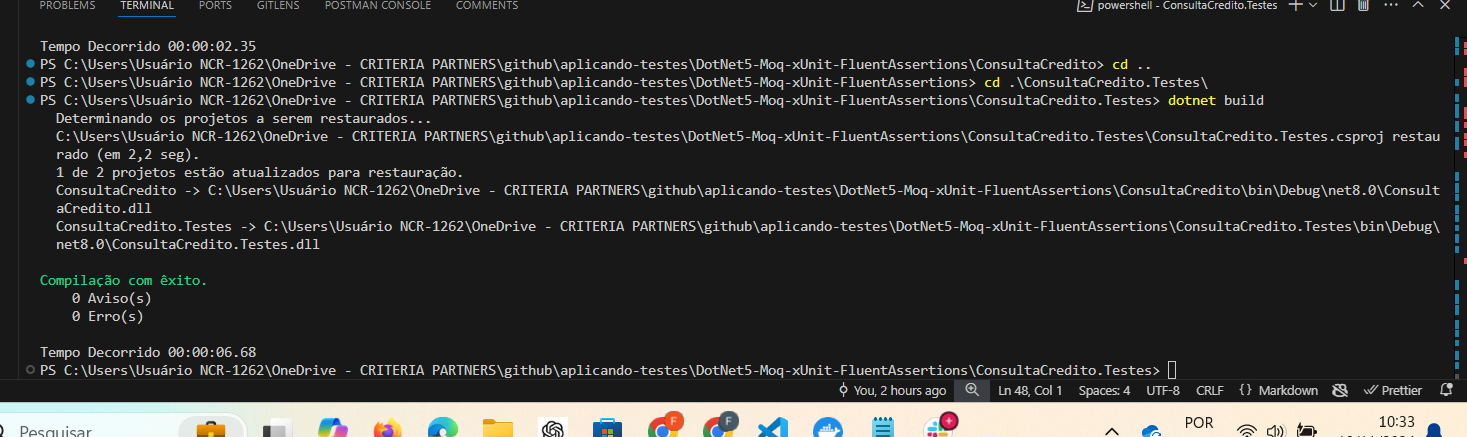 PROBLEMS TERMINAL PORTS GITLENS POSTMAN CONSOLE COMMENTS powershell - ConsultaCredito.Testes
Tempo Decorrido 00:00:02.35
PS C:\Users\Usuário NCR-1262\OneDrive - CRITERIA PARTNERS\github\aplicando-testes\DotNet5-Moq-xUnit-FluentAssertions\ConsultaCredito> cd ..
PS C:\Users\Usuário NCR-1262\OneDrive - CRITERIA PARTNERS\github\aplicando-testes\DotNet5-Moq-xUnit-FluentAssertions> cd .\ConsultaCredito.Testes\
PS C:\Users\Usuário NCR-1262\OneDrive - CRITERIA PARTNERS\github\aplicando-testes\DotNet5-Moq-xUnit-FluentAssertions\ConsultaCredito.Testes> dotnet build
Determinando os projetos a serem restaurados...
C:\Users\Usuário NCR-1262\OneDrive - CRITERIA PARTNERS\github\aplicando-testes\DotNet5-Moq-xUnit-FluentAssertions\ConsultaCredito.Testes\ConsultaCredito.Testes.csproj restau
rado (em 2,2 seg).
1 de 2 projetos estão atualizados para restauração.
ConsultaCredito -> C:\Users\Usuário NCR-1262\OneDrive - CRITERIA PARTNERS\github\aplicando-testes\DotNet5-Moq-xUnit-FluentAssertions\ConsultaCredito\bin\Debug\net8.0\Consult
aCredito.dll
ConsultaCredito.Testes -> C:\Users\Usuário NCR-1262\OneDrive - CRITERIA PARTNERS\github\aplicando-testes\DotNet5-Moq-xUnit-FluentAssertions\ConsultaCredito.Testes\bin\Debug\
net8.0\ConsultaCredito.Testes.dll
Compilação com êxito.
0 Aviso(s)
0 Erro(s)
Tempo Decorrido 00:00:06.68
PS C:\Users\Usuário NCR-1262\OneDrive - CRITERIA PARTNERS\github\aplicando-testes\DotNet5-Moq-xUnit-FluentAssertions\ConsultaCredito.Testes>
You, 2 hours ago Ln 48, Col 1 Spaces: 4 UTF-8 CRLF {} Markdown Prettier
Pesquisar F F POR 10:33